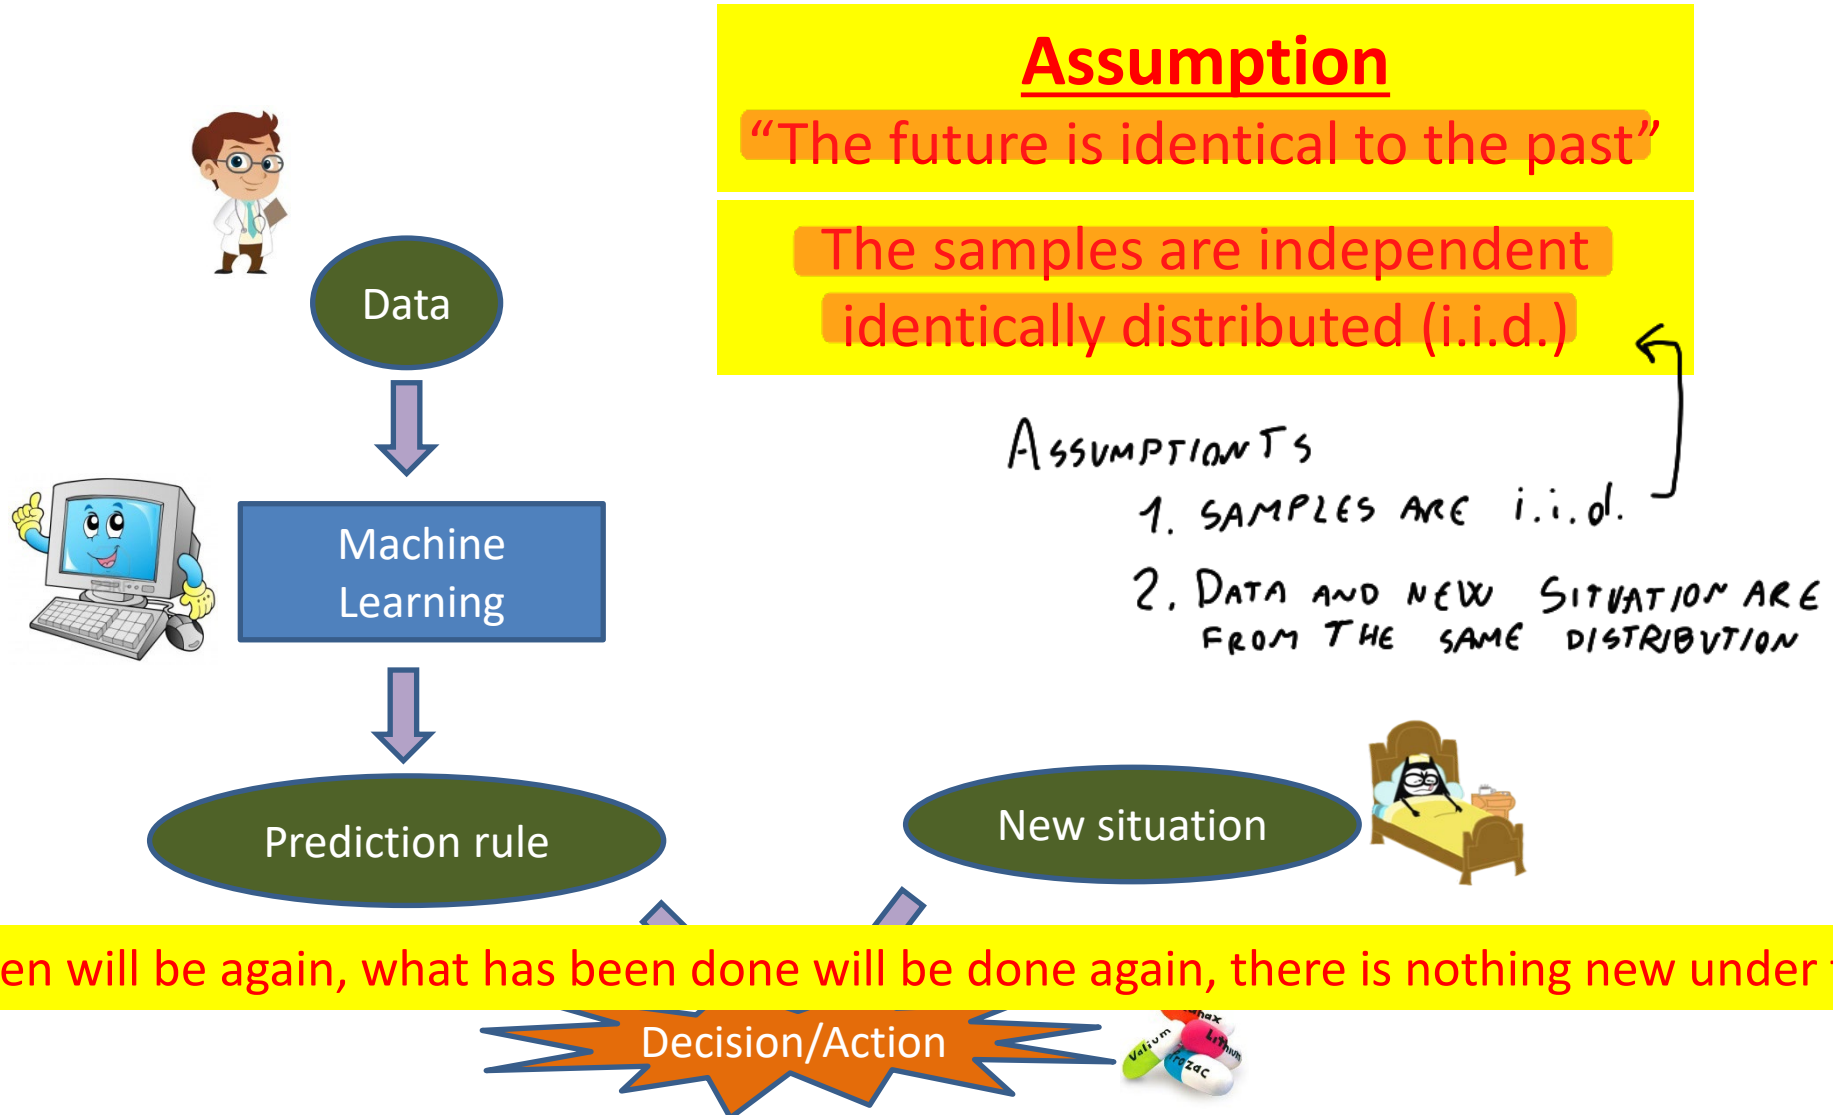 Assumption
“The future is identical to the past”
The samples are independent
identically distributed (i.i.d.)
Data
ASSUMPTIONTS
1. SAMPLES ARE i.i.d.
2. DATA AND NEW SITUATION ARE
FROM THE SAME DISTRIBUTION
Machine
Learning
Prediction rule
New situation
en will be again, what has been done will be done again, there is nothing new under
Decision/Action
Valium
Lithium